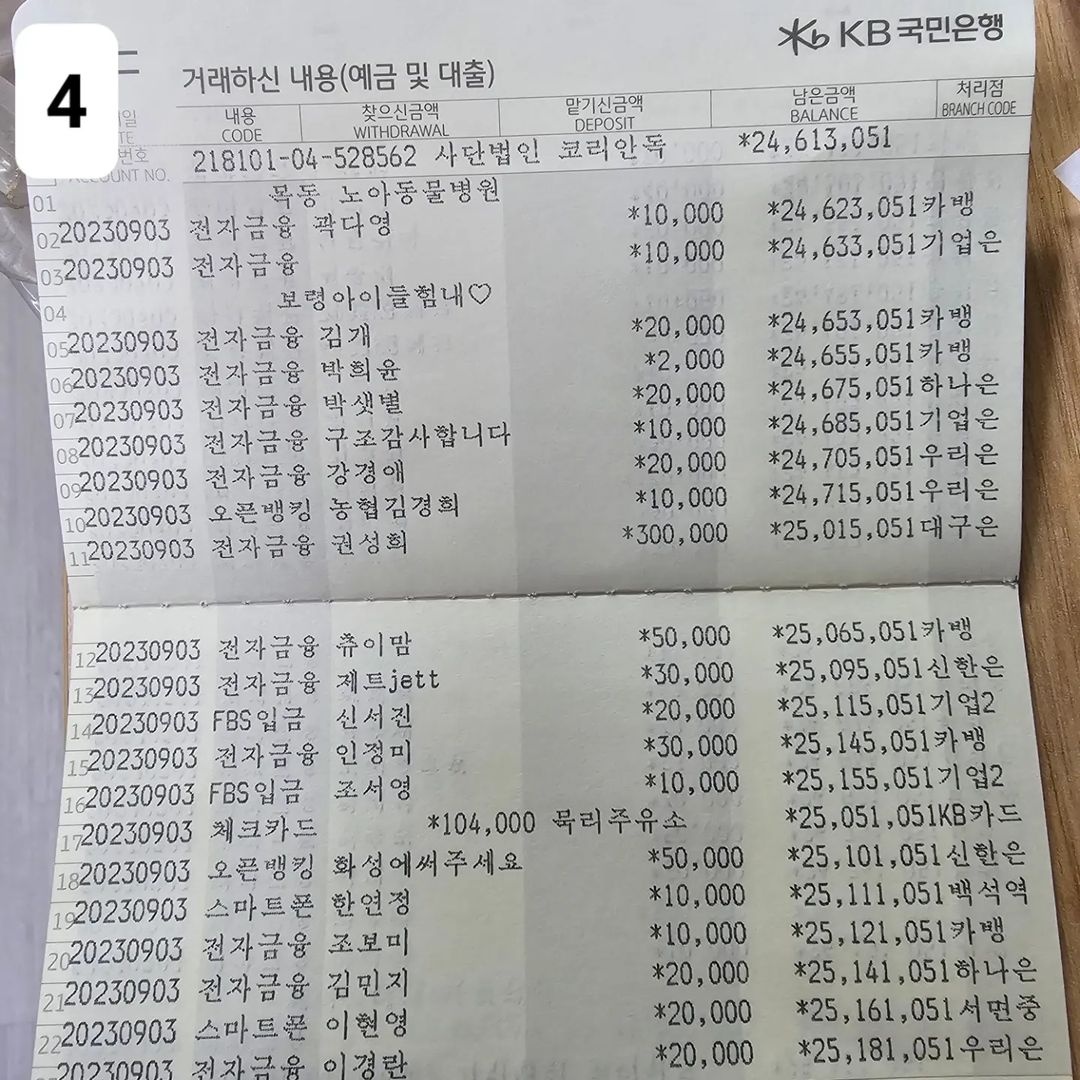 4
KB 국민은행
거래하신 내용(예금 및 대출)
일 내용 찾으신금액 맡기신금액 남은금액 처리점
TE CODE WITHDRAWAL DEPOSIT BALANCE BRANCH CODE
번호 218101-04-528562 사단법인 코리안독 *24,613,051
ACCOUNT NO.
01 목동 노아동물병원
02 20230903 전자금융 곽다영 *10,000 *24,623,051카뱅
03 20230903 전자금융 *10,000 *24,633,051기업은
04 보령아이들힘내♡
05 20230903 전자금융 김개 *20,000 *24,653,051카뱅
06 20230903 전자금융 박희윤 *2,000 *24,655,051카뱅
07 20230903 전자금융 박샛별 *20,000 *24,675,051하나은
08 20230903 전자금융 구조감사합니다 *10,000 *24,685,051기업은
09 20230903 전자금융 강경애 *20,000 *24,705,051우리은
10 20230903 오픈뱅킹 농협김경희 *10,000 *24,715,051우리은
11 20230903 전자금융 권성희 *300,000 *25,015,051대구은
12 20230903 전자금융 츄이맘 *50,000 *25,065,051카뱅
13 20230903 전자금융 제트jett *30,000 *25,095,051신한은
14 20230903 FBS입금 신서진 *20,000 *25,115,051기업2
15 20230903 전자금융 인정미 *30,000 *25,145,051카뱅
16 20230903 FBS입금 조서영 *10,000 *25,155,051기업2
17 20230903 체크카드 *104,000 묵리주유소 *25,051,051KB카드
18 20230903 오픈뱅킹 화성에써주세요 *50,000 *25,101,051신한은
19 20230903 스마트폰 한연정 *10,000 *25,111,051백석역
20 20230903 전자금융 조보미 *10,000 *25,121,051카뱅
21 20230903 전자금융 김민지 *20,000 *25,141,051하나은
22 20230903 스마트폰 이현영 *20,000 *25,161,051서면중
20230903 전자금융 이경란 *20,000 *25,181,051우리은